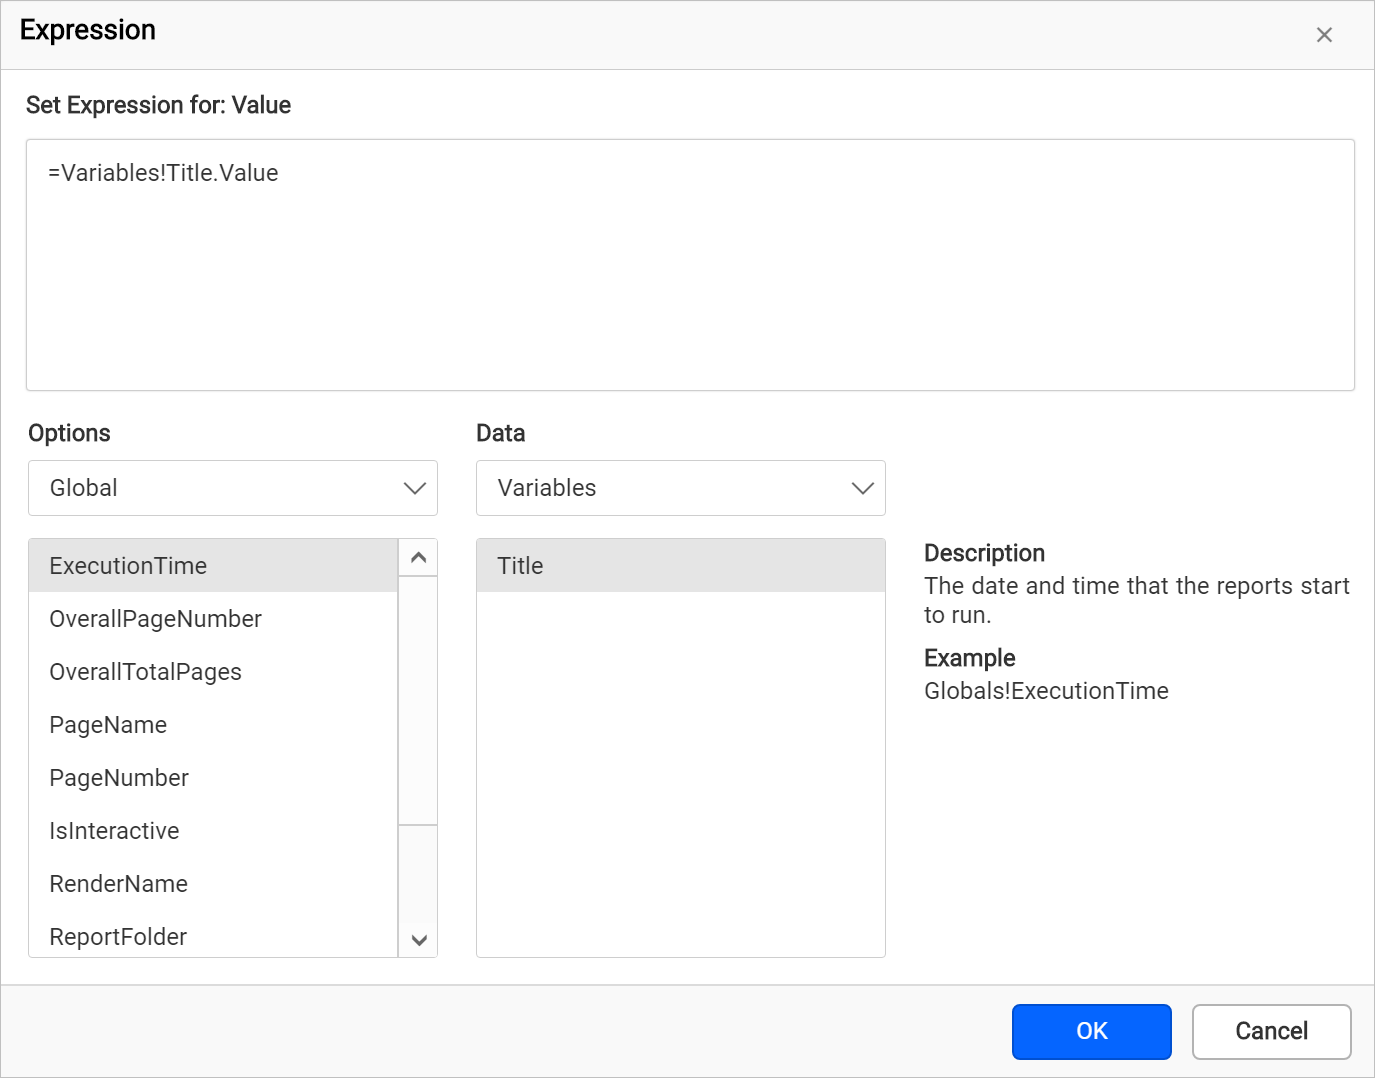 Expression
Set Expression for: Value
=Variables!Title.Value
Options
Data
Global
Variables
ExecutionTime
OverallPageNumber
OverallTotalPages
PageName
PageNumber
IsInteractive
RenderName
ReportFolder
Title
Description
The date and time that the reports start
to run.
Example
Globals!ExecutionTime
OK
Cancel